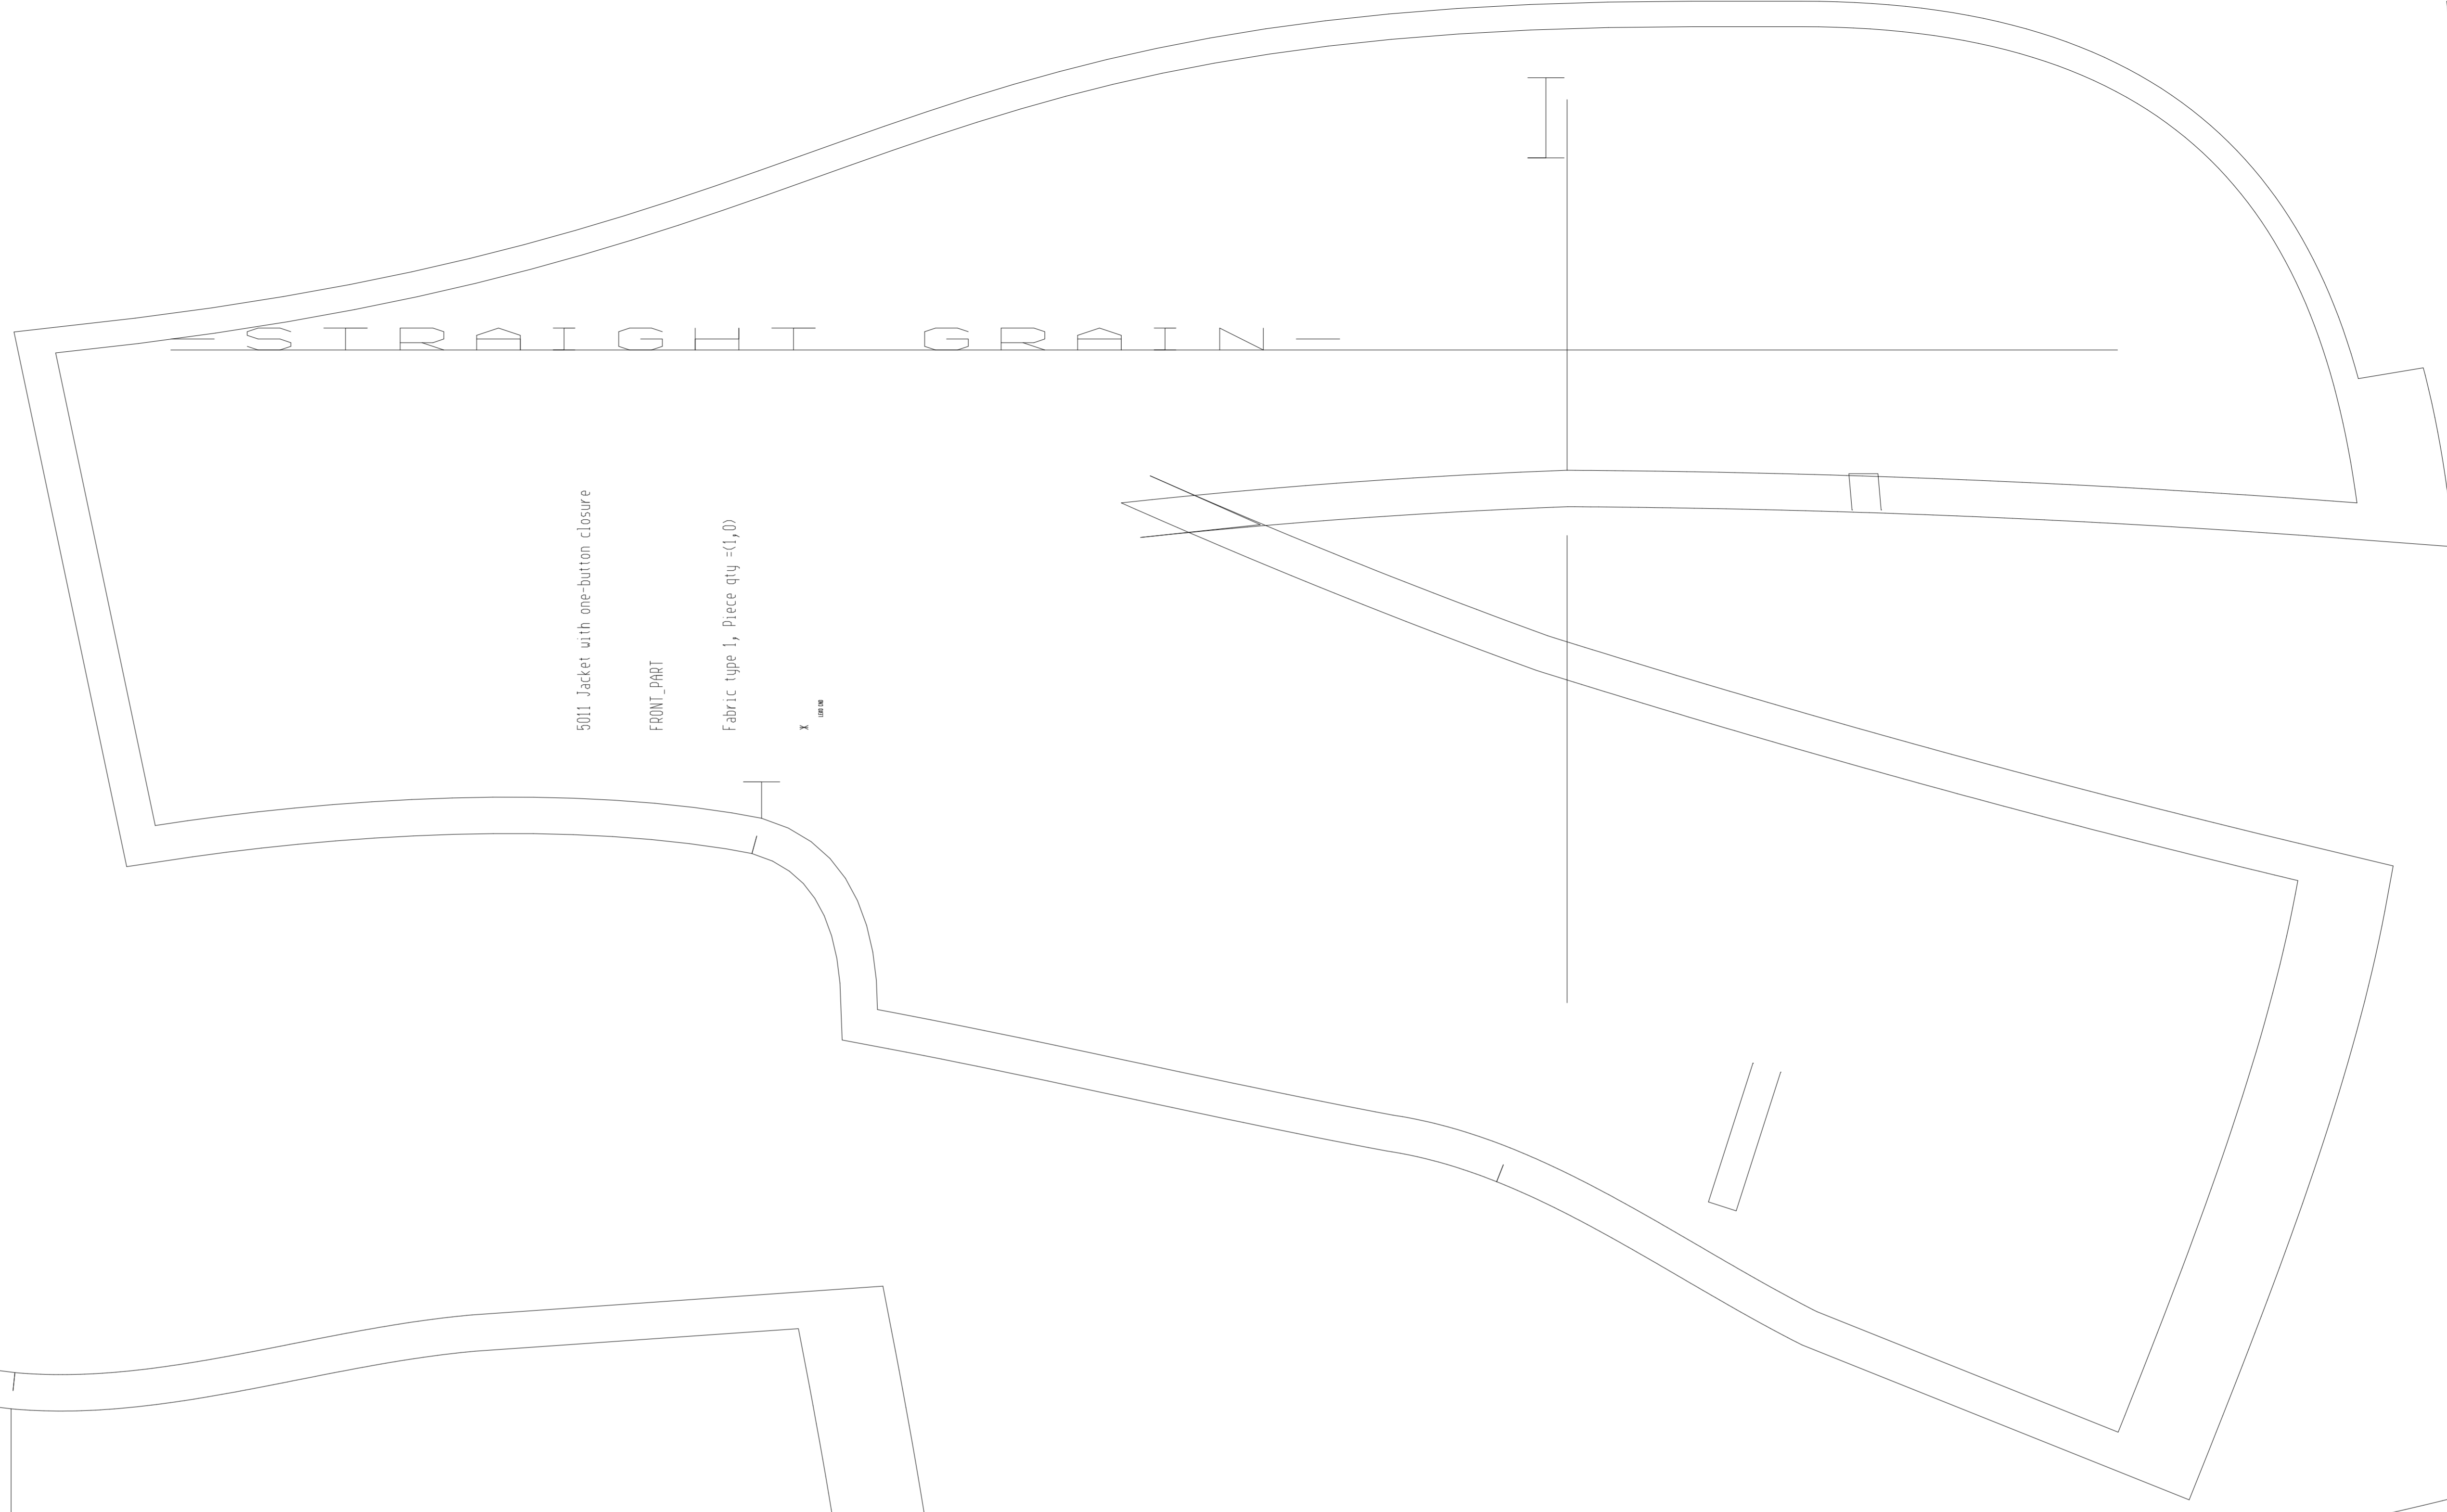 — STRAIGHT GRAIN —
5011 Jacket with one-button closure
FRONT_PART
Fabric type 1, Piece qty =(1,0)